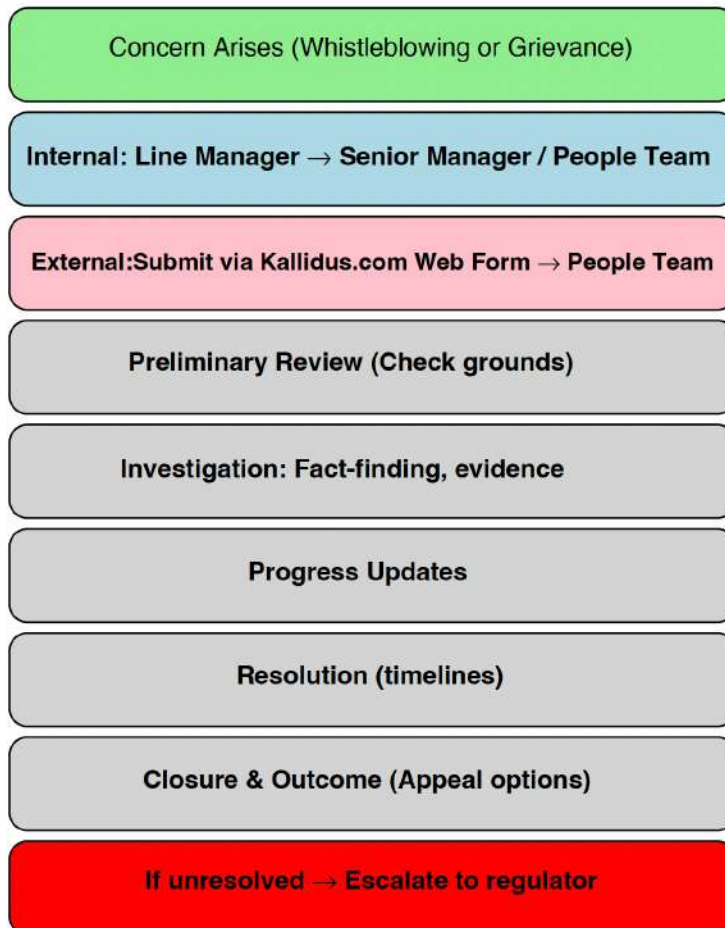 Concern Arises (Whistleblowing or Grievance)
Internal: Line Manager → Senior Manager / People Team
External:Submit via Kallidus.com Web Form → People Team
Preliminary Review (Check grounds)
Investigation: Fact-finding, evidence
Progress Updates
Resolution (timelines)
Closure & Outcome (Appeal options)
If unresolved → Escalate to regulator